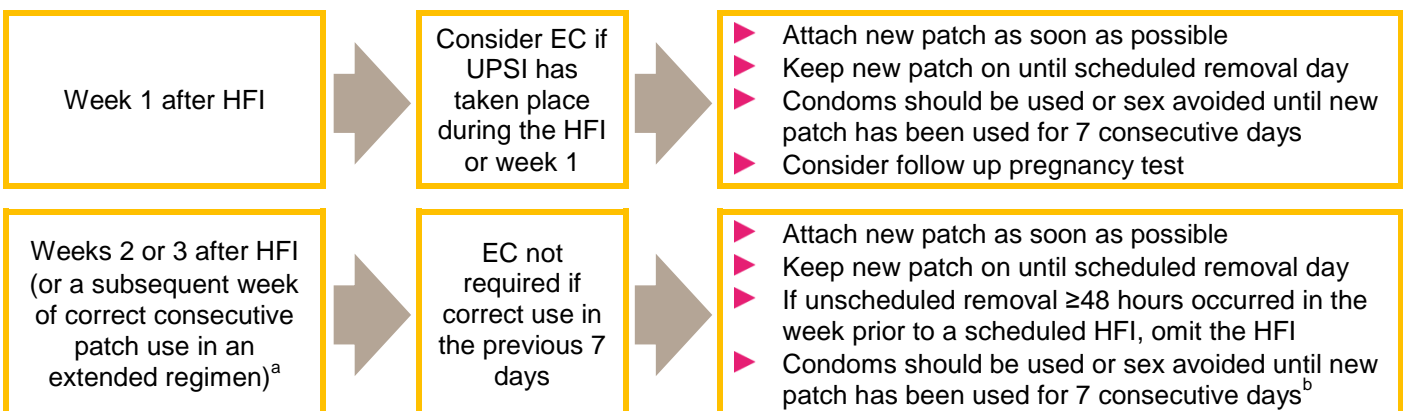 Week 1 after HFI
Consider EC if
UPSI has
taken place
during the HFI
or week 1
Attach new patch as soon as possible
Keep new patch on until scheduled removal day
Condoms should be used or sex avoided until new
patch has been used for 7 consecutive days
Consider follow up pregnancy test
Weeks 2 or 3 after HFI
(or a subsequent week
of correct consecutive
patch use in an
extended regimen)ᵃ
EC not
required if
correct use in
the previous 7
days
Attach new patch as soon as possible
Keep new patch on until scheduled removal day
If unscheduled removal ≥48 hours occurred in the
week prior to a scheduled HFI, omit the HFI
Condoms should be used or sex avoided until new
patch has been used for 7 consecutive daysᵇ